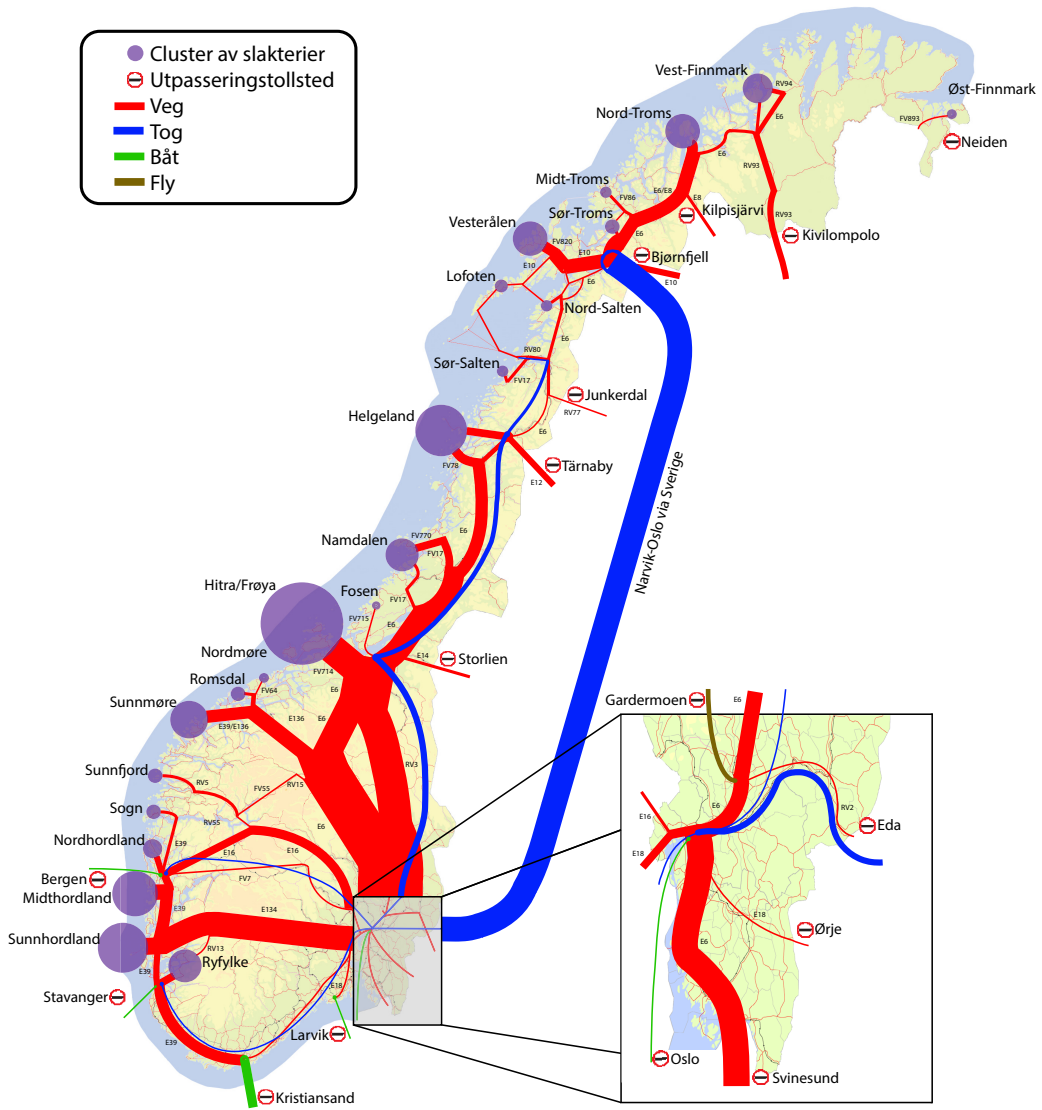 Cluster av slakterier
Utpasseringstollsted
Veg
Tog
Båt
Fly
Vest-Finnmark
RV94
Øst-Finnmark
Nord-Troms
E6
FV893
Neiden
E6
RV93
Midt-Troms
FV86
E6/E8
E8
Kilpisjärvi
RV93
Kivilompolo
Sør-Troms
E6
Vesterålen
FV820
E10
Bjørnfjell
E10
E10
Lofoten
E6
Nord-Salten
E6
RV80
Sør-Salten
FV17
Junkerdal
RV77
Helgeland
E6
FV78
Tärnaby
E12
Narvik-Oslo via Sverige
E6
FV770
Namdalen
FV17
Hitra/Frøya
Fosen
FV17
FV715
E6
Nordmøre
E14
Storlien
FV714
Romsdal
FV64
E6
Sunnmøre
E39/E136
E136
E6
Gardermoen
E6
Sunnfjord
RV5
FV55
RV15
RV3
Sogn
RV55
E6
E6
E16
RV2
Eda
Nordhordland
E39
E16
E16
E18
Bergen
FV7
Midthordland
E39
E134
E18
Sunnhordland
Ørje
RV13
E6
E39
Ryfylke
Stavanger
E18
Larvik
E39
Oslo
Svinesund
Kristiansand